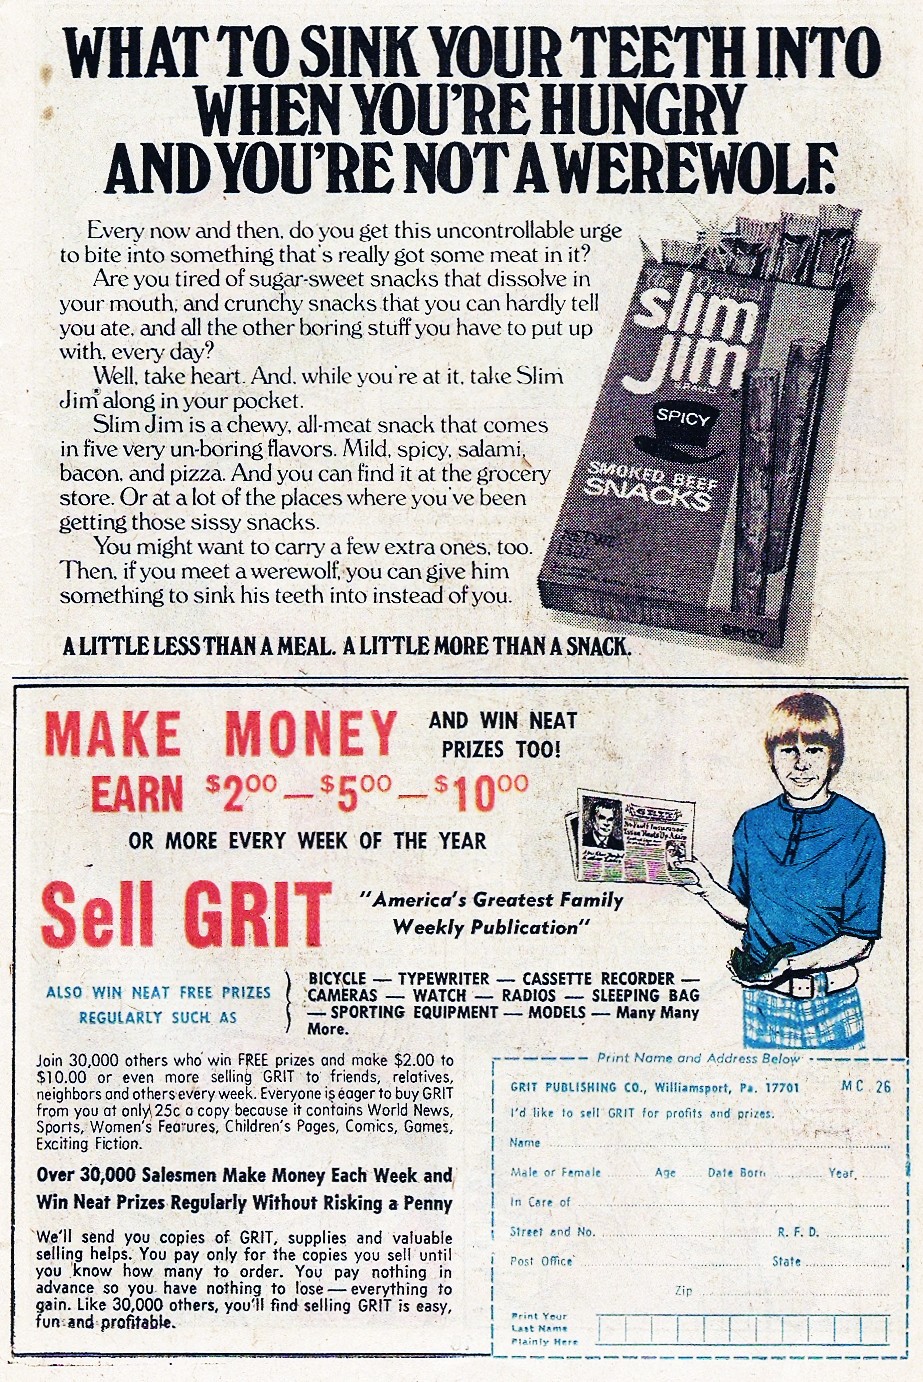 WHAT TO SINK YOUR TEETH INTO
WHEN YOU'RE HUNGRY
AND YOU'RE NOT A WEREWOLF.
Every now and then, do you get this uncontrollable urge
to bite into something that's really got some meat in it?
Are you tired of sugar-sweet snacks that dissolve in
your mouth, and crunchy snacks that you can hardly tell
you ate, and all the other boring stuff you have to put up
with, every day?
Well, take heart. And, while you're at it, take Slim
Jim® along in your pocket.
Slim Jim is a chewy, all-meat snack that comes
in five very un-boring flavors. Mild, spicy, salami,
bacon, and pizza. And you can find it at the grocery
store. Or at a lot of the places where you've been
getting those sissy snacks.
You might want to carry a few extra ones, too.
Then, if you meet a werewolf, you can give him
something to sink his teeth into instead of you.
A LITTLE LESS THAN A MEAL. A LITTLE MORE THAN A SNACK.
slim
jim
BRAND
SPICY
SMOKED BEEF
SNACKS
NET WT.
SPICY
MAKE MONEY
AND WIN NEAT
PRIZES TOO!
EARN $200—$500—$1000
OR MORE EVERY WEEK OF THE YEAR
Sell GRIT
"America's Greatest Family
Weekly Publication"
GRIT
ALSO WIN NEAT FREE PRIZES
REGULARLY SUCH AS
BICYCLE — TYPEWRITER — CASSETTE RECORDER —
CAMERAS — WATCH — RADIOS — SLEEPING BAG
— SPORTING EQUIPMENT — MODELS — Many Many
More.
Join 30,000 others who win FREE prizes and make $2.00 to
$10.00 or even more selling GRIT to friends, relatives,
neighbors and others every week. Everyone is eager to buy GRIT
from you at only 25c a copy because it contains World News,
Sports, Women's Features, Children's Pages, Comics, Games,
Exciting Fiction.
Over 30,000 Salesmen Make Money Each Week and
Win Neat Prizes Regularly Without Risking a Penny
We'll send you copies of GRIT, supplies and valuable
selling helps. You pay only for the copies you sell until
you know how many to order. You pay nothing in
advance so you have nothing to lose — everything to
gain. Like 30,000 others, you'll find selling GRIT is easy,
fun and profitable.
Print Name and Address Below
GRIT PUBLISHING CO., Williamsport, Pa. 17701 MC 26
I'd like to sell GRIT for profits and prizes.
Name
Male or Female Age Date Born Year
In Care of
Street and No. R. F. D.
Post Office State
Zip
Print Your
Last Name
Plainly Here